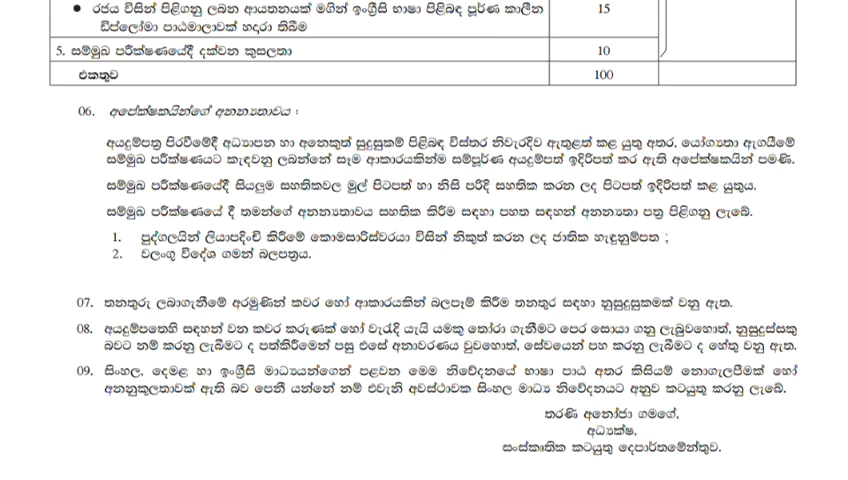 ● රජය විසින් පිළිගනු ලබන ආයතනයක් මගින් ඉංග්‍රීසි භාෂා පිළිබඳ පූර්ණ කාලීන 15
ඩිප්ලෝමා පාඨමාලාවක් හදාරා තිබීම
5. සම්මුඛ පරීක්ෂණයේදී දක්වන කුසලතා 10
එකතුව 100
06. අපේක්ෂකයින්ගේ අනන්‍යතාවය :
අයදුම්පත්‍ර පිරවීමේදී අධ්‍යාපන හා අනෙකුත් සුදුසුකම් පිළිබඳ විස්තර නිවැරදිව ඇතුළත් කළ යුතු අතර, යෝග්‍යතා ඇගයීමේ
සම්මුඛ පරීක්ෂණයට කැඳවනු ලබන්නේ සෑම ආකාරයකින්ම සම්පූර්ණ අයදුම්පත් ඉදිරිපත් කර ඇති අපේක්ෂකයින් පමණි.
සම්මුඛ පරීක්ෂණයේදී සියලුම සහතිකවල මුල් පිටපත් හා නිසි පරිදි සහතික කරන ලද පිටපත් ඉදිරිපත් කළ යුතුය.
සම්මුඛ පරීක්ෂණයේ දී තමන්ගේ අනන්‍යතාවය සහතික කිරීම සඳහා පහත සඳහන් අනන්‍යතා පත්‍ර පිළිගනු ලැබේ.
1. පුද්ගලයින් ලියාපදිංචි කිරීමේ කොමසාරිස්වරයා විසින් නිකුත් කරන ලද ජාතික හැඳුනුම්පත ;
2. වලංගු විදේශ ගමන් බලපත්‍රය.
07. තනතුරු ලබාගැනීමේ අරමුණින් කවර හෝ ආකාරයකින් බලපෑම් කිරීම තනතුර සඳහා නුසුදුසුකමක් වනු ඇත.
08. අයදුම්පතෙහි සඳහන් වන කවර කරුණක් හෝ වැරැදි යැයි යමකු තෝරා ගැනීමට පෙර සොයා ගනු ලැබුවහොත්, නුසුදුස්සකු
බවට නම් කරනු ලැබීමට ද පත්කිරීමෙන් පසු එසේ අනාවරණය වුවහොත්, සේවයෙන් පහ කරනු ලැබීමට ද හේතු වනු ඇත.
09. සිංහල, දෙමළ හා ඉංග්‍රීසි මාධ්‍යයන්ගෙන් පළවන මෙම නිවේදනයේ භාෂා පාඨ අතර කිසියම් නොගැලපීමක් හෝ
අනනුකූලතාවක් ඇති බව පෙනී යන්නේ නම් එවැනි අවස්ථාවක සිංහල මාධ්‍ය නිවේදනයට අනුව කටයුතු කරනු ලැබේ.
තරණි අනෝජා ගමගේ,
අධ්‍යක්ෂ,
සංස්කෘතික කටයුතු දෙපාර්තමේන්තුව.